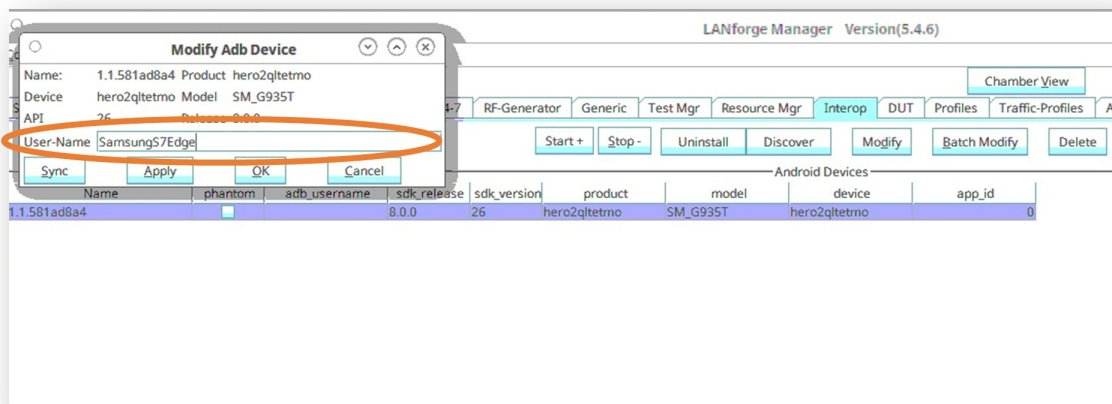 LANforge Manager Version(5.4.6)
Modify Adb Device
Name: 1.1.581ad8a4 Product hero2qltetmo
Device hero2qltetmo Model SM_G935T
API 26 Release 8.0.0
User-Name SamsungS7Edge
Sync Apply OK Cancel
Chamber View
4-7 RF-Generator Generic Test Mgr Resource Mgr Interop DUT Profiles Traffic-Profiles A
Start + Stop - Uninstall Discover Modify Batch Modify Delete
Android Devices
Name phantom adb_username sdk_release sdk_version product model device app_id
1.1.581ad8a4 8.0.0 26 hero2qltetmo SM_G935T hero2qltetmo 0